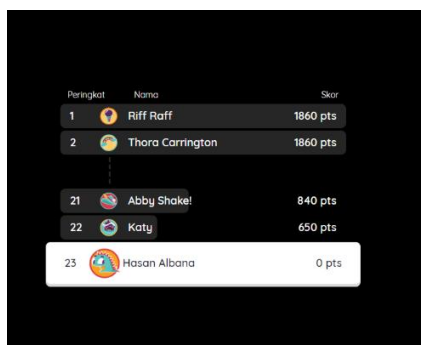 Peringkat Nama Skor
1 Riff Raff 1860 pts
2 Thora Carrington 1860 pts
21 Abby Shake! 840 pts
22 Katy 650 pts
23 Hasan Albana 0 pts